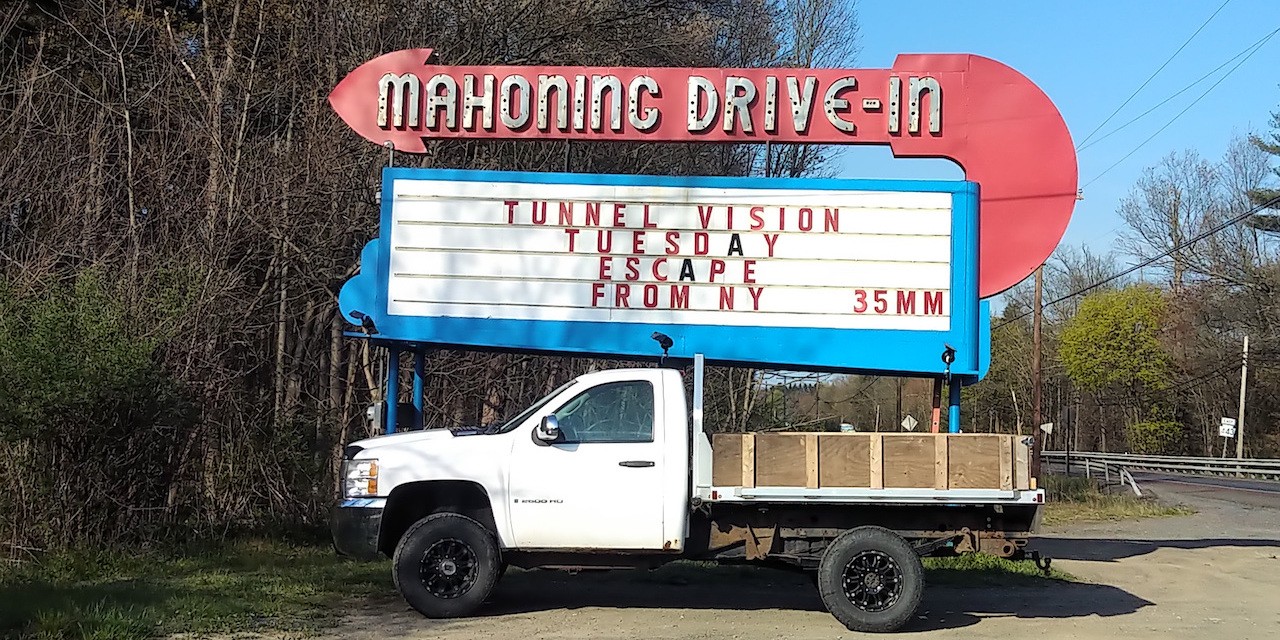 MAHONING DRIVE-IN
TUNNEL VISION
TUESDAY
ESCAPE
FROM NY 35MM
2500 HD